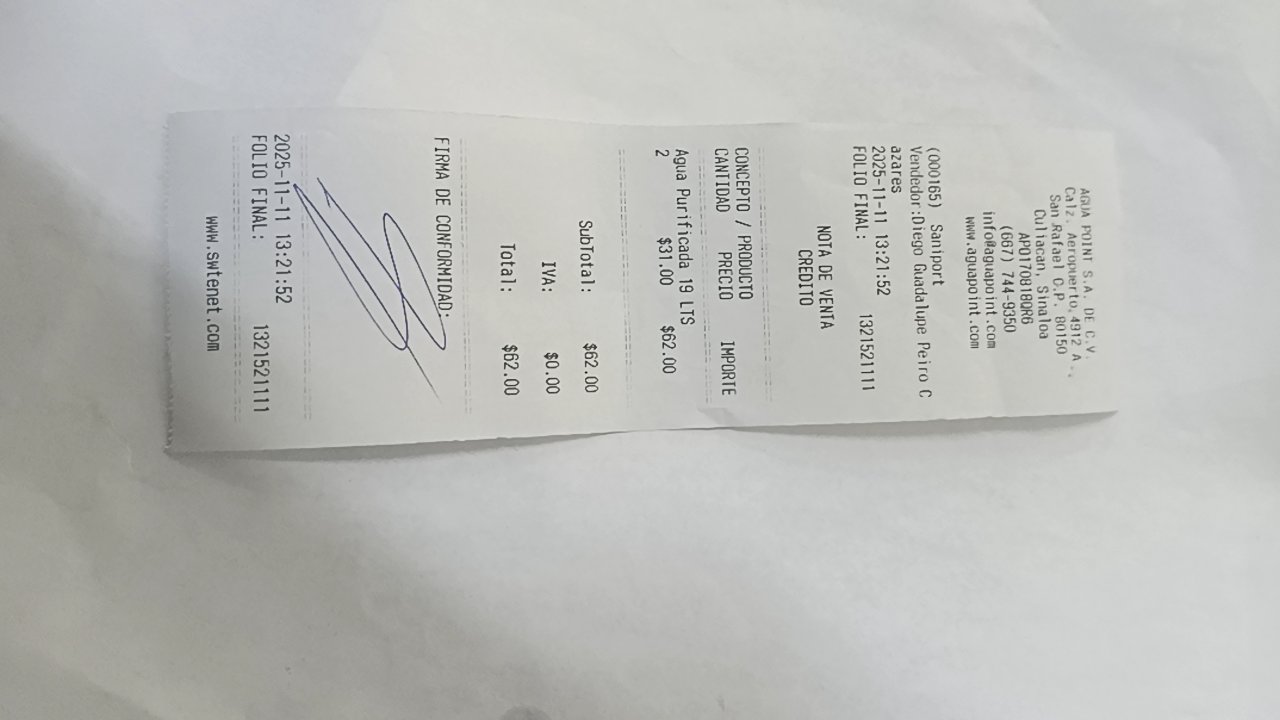 AGUA POINT S.A. DE C.V.
Calz. Aeropuerto, 4912 A -,
San Rafael C.P. 80150
Culiacan, Sinaloa
APO170818QR6
(667) 744-9350
info@aguapoint.com
www.aguapoint.com
(000165) Saniport
Vendedor:Diego Guadalupe Peiro C
azares
2025-11-11 13:21:52
FOLIO FINAL: 1321521111
NOTA DE VENTA
CREDITO
CONCEPTO / PRODUCTO
CANTIDAD PRECIO IMPORTE
Agua Purificada 19 LTS
2 $31.00 $62.00
SubTotal: $62.00
IVA: $0.00
Total: $62.00
FIRMA DE CONFORMIDAD:
2025-11-11 13:21:52
FOLIO FINAL: 1321521111
www.swtenet.com